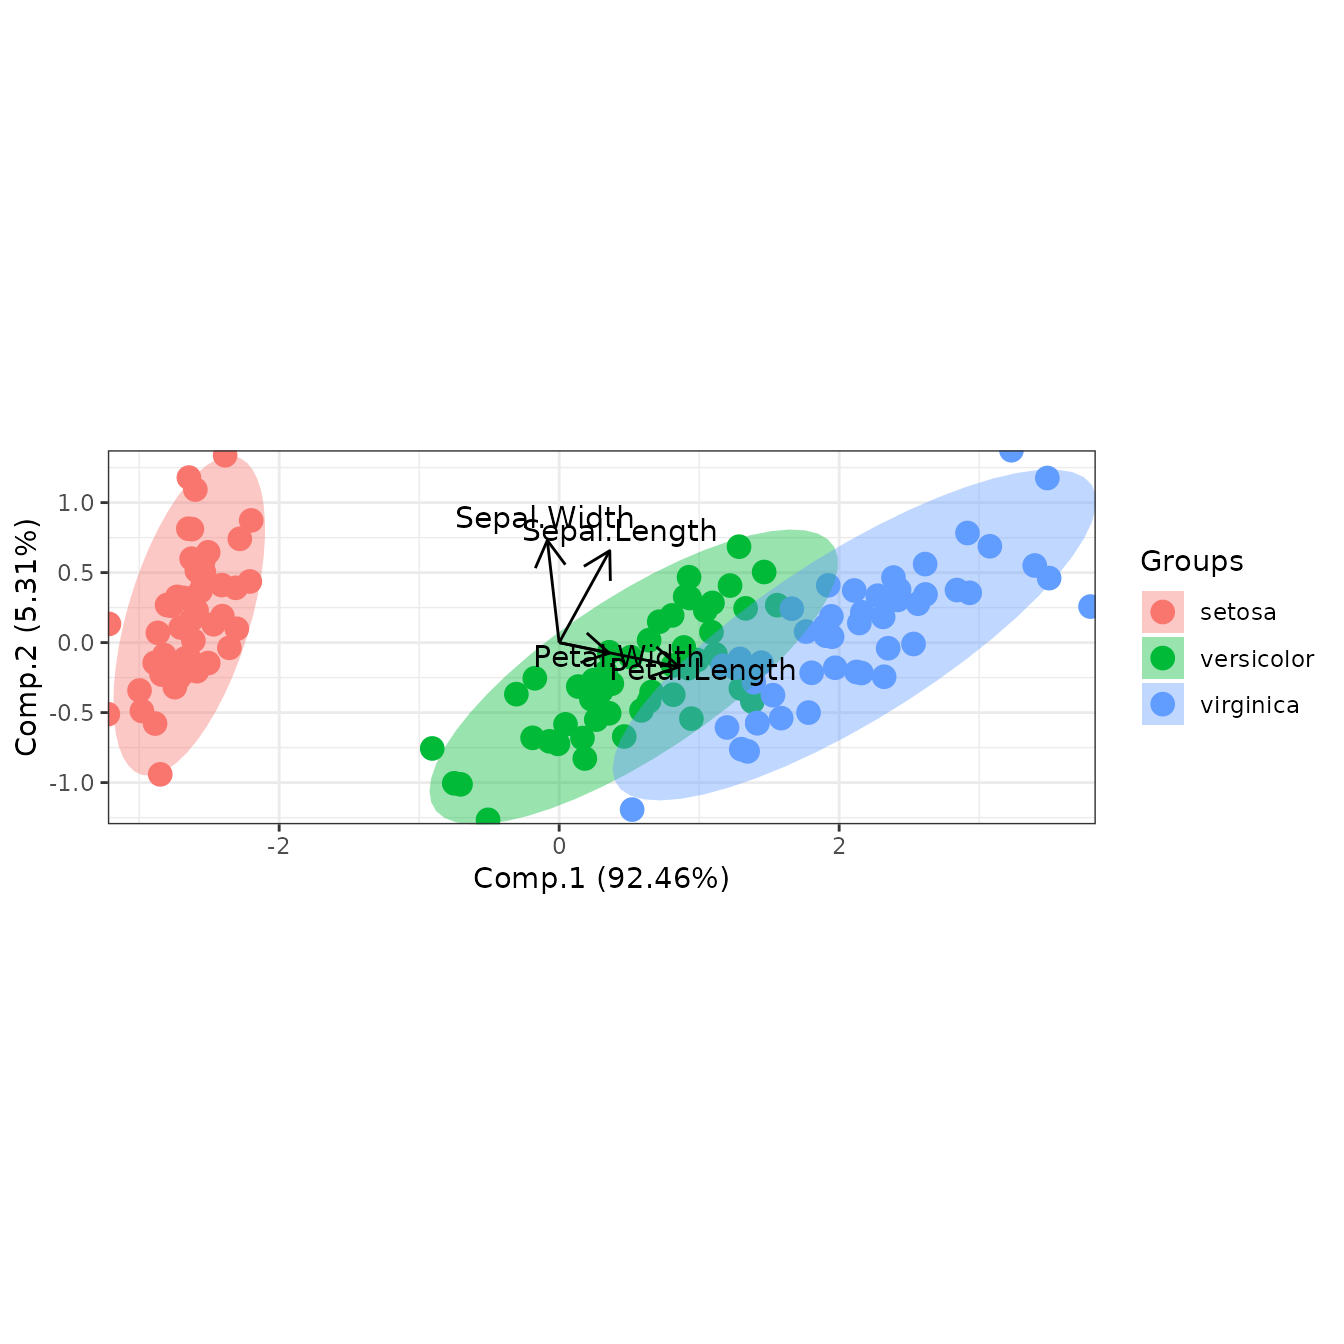 Comp.2 (5.31%)
1.0
0.5
0.0
-0.5
-1.0
Sepal.Width
Sepal.Length
Petal.Width
Petal.Length
-2
0
2
Comp.1 (92.46%)
Groups
setosa
versicolor
virginica